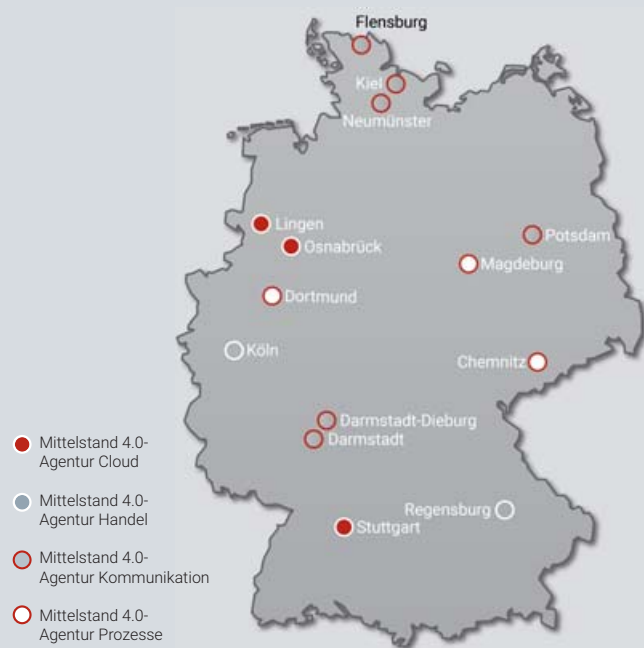 Flensburg
Kiel
Neumünster
Lingen
Osnabrück
Potsdam
Magdeburg
Dortmund
Köln
Chemnitz
Darmstadt-Dieburg
Darmstadt
Regensburg
Stuttgart
Mittelstand 4.0-
Agentur Cloud
Mittelstand 4.0-
Agentur Handel
Mittelstand 4.0-
Agentur Kommunikation
Mittelstand 4.0-
Agentur Prozesse